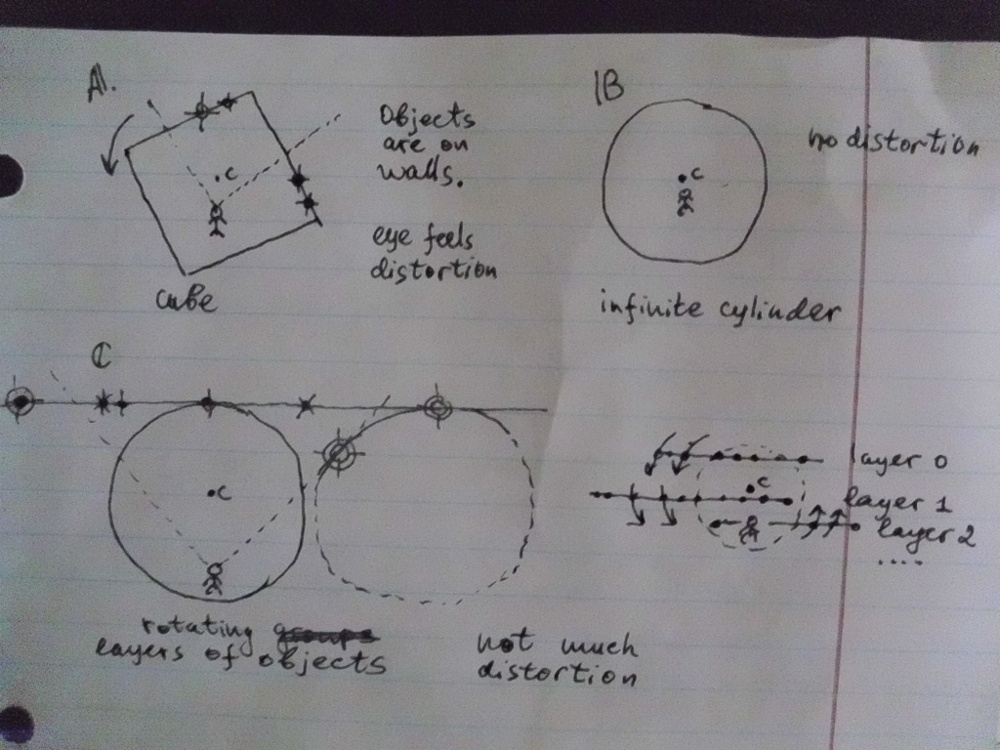 A.
Objects
are on
walls.
eye feels
distortion
c
cube
B
no distortion
c
infinite cylinder
C
c
rotating
layers of objects
not much
distortion
layer 0
c
layer 1
layer 2
....